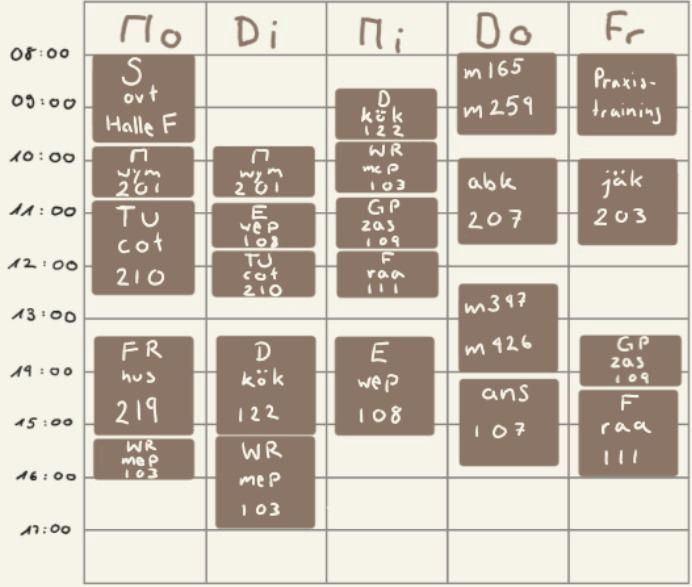 Mo Di Mi Do Fr
08:00
S
ovt
Halle F
m165
m259
Praxis-
training
09:00
D
kök
122
10:00
M
wym
201
M
wym
201
WR
mep
103
abk
207
jäk
203
11:00
TU
cot
210
E
wep
108
GP
zas
109
12:00
TU
cot
210
F
raa
111
13:00
m347
m426
FR
hus
219
D
kök
122
E
wep
108
GP
zas
109
14:00
ans
107
F
raa
111
15:00
WR
mep
103
WR
mep
103
16:00
17:00